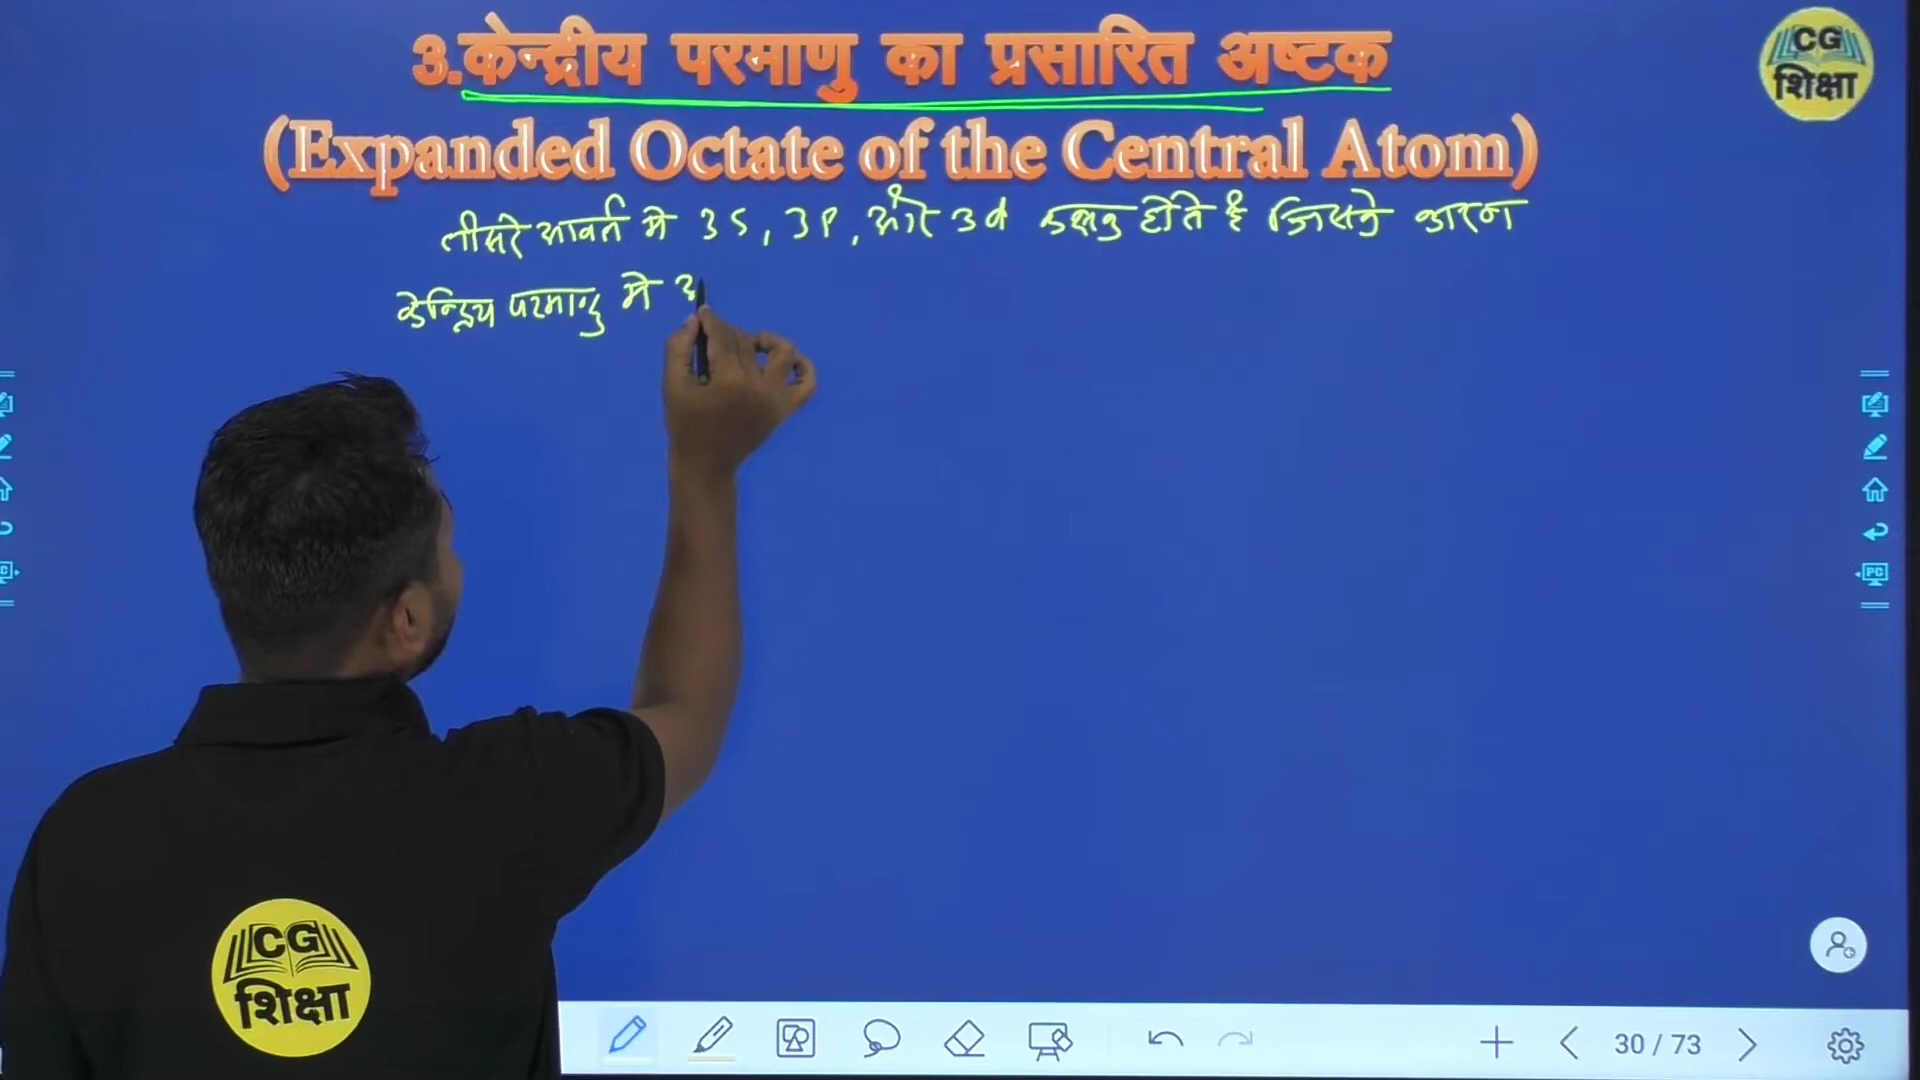 3.केन्द्रीय परमाणु का प्रसारित अष्टक
(Expanded Octate of the Central Atom)
तीसरे आवर्त मे 3S, 3P, और 3d कक्षक होते है जिसके कारण
केन्द्रिय परमाणु मे
CG
शिक्षा
CG
शिक्षा
PC
30 / 73